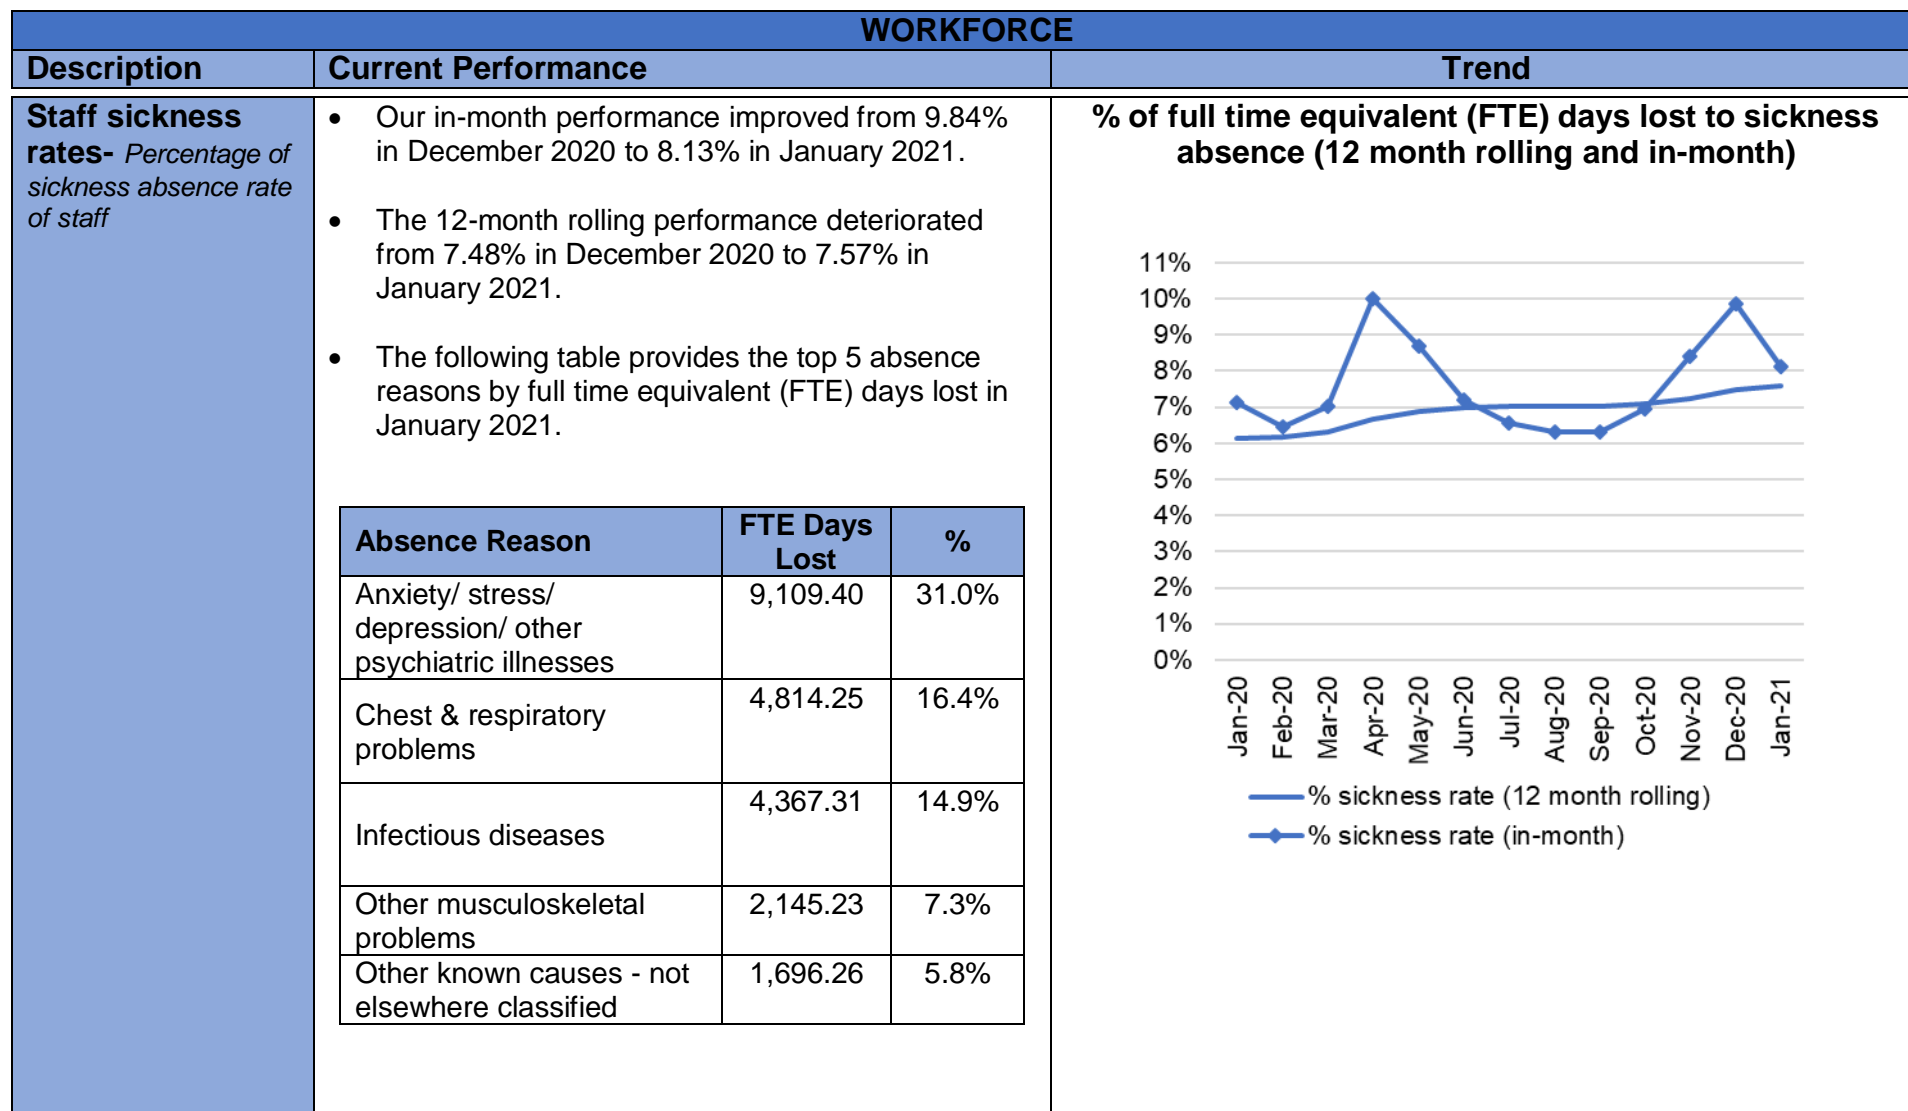 WORKFORCE
Description
Current Performance
Trend
Staff sickness
rates- Percentage of
sickness absence rate
of staff
• Our in-month performance improved from 9.84%
in December 2020 to 8.13% in January 2021.
• The 12-month rolling performance deteriorated
from 7.48% in December 2020 to 7.57% in
January 2021.
• The following table provides the top 5 absence
reasons by full time equivalent (FTE) days lost in
January 2021.
Absence Reason
FTE Days
Lost
%
Anxiety/ stress/
depression/ other
psychiatric illnesses
9,109.40
31.0%
Chest & respiratory
problems
4,814.25
16.4%
Infectious diseases
4,367.31
14.9%
Other musculoskeletal
problems
2,145.23
7.3%
Other known causes - not
elsewhere classified
1,696.26
5.8%
% of full time equivalent (FTE) days lost to sickness
absence (12 month rolling and in-month)
11%
10%
9%
8%
7%
6%
5%
4%
3%
2%
1%
0%
Jan-20
Feb-20
Mar-20
Apr-20
May-20
Jun-20
Jul-20
Aug-20
Sep-20
Oct-20
Nov-20
Dec-20
Jan-21
% sickness rate (12 month rolling)
% sickness rate (in-month)